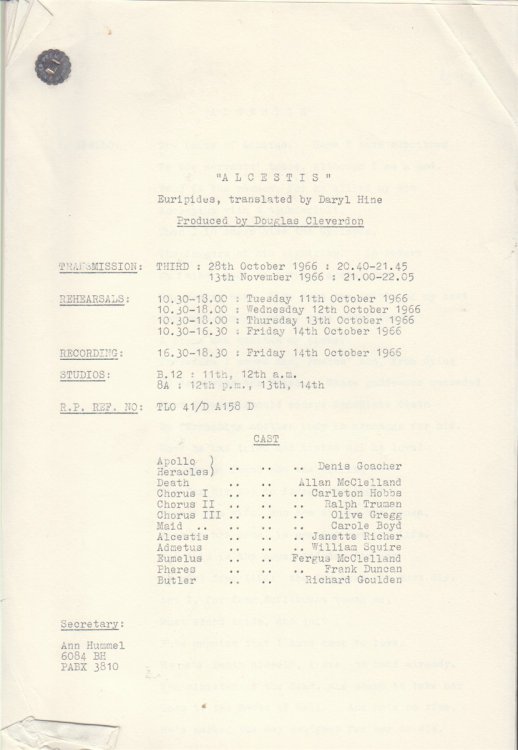 "A L C E S T I S"
Euripides, translated by Daryl Hine
Produced by Douglas Cleverdon
TRANSMISSION: THIRD : 28th October 1966 : 20.40-21.45
13th November 1966 : 21.00-22.05
REHEARSALS: 10.30-18.00 : Tuesday 11th October 1966
10.30-18.00 : Wednesday 12th October 1966
10.30-18.00 : Thursday 13th October 1966
10.30-16.30 : Friday 14th October 1966
RECORDING: 16.30-18.30 : Friday 14th October 1966
STUDIOS: B.12 : 11th, 12th a.m.
8A : 12th p.m., 13th, 14th
R.P. REF. NO: TLO 41/D A158 D
CAST
Apollo )
Heracles) .. .. .. Denis Goacher
Death .. .. Allan McClelland
Chorus I .. .. .. Carleton Hobbs
Chorus II .. .. .. Ralph Truman
Chorus III .. .. .. Olive Gregg
Maid .. .. .. .. Carole Boyd
Alcestis .. .. .. Janette Richer
Admetus .. .. .. William Squire
Eumelus .. .. Fergus McClelland
Pheres .. .. .. Frank Duncan
Butler .. .. Richard Goulden
Secretary:
Ann Hummel
6084 BH
PABX 3810